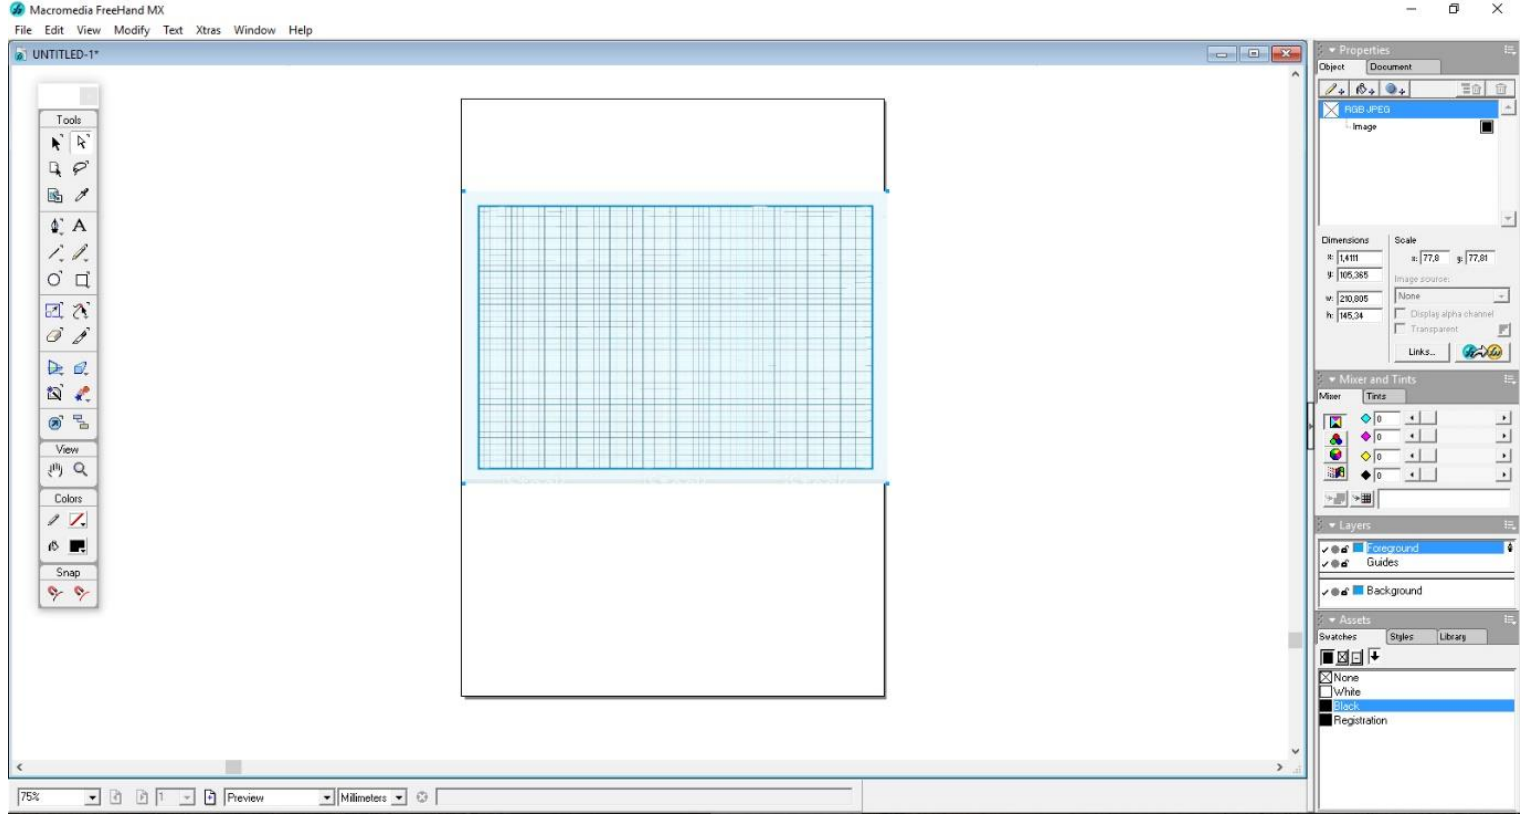 Macromedia FreeHand MX
File Edit View Modify Text Xtras Window Help
UNTITLED-1*
Tools
View
Colors
Snap
75%
1
Preview
Millimeters
Properties
Object Document
RGB JPEG
Image
Dimensions Scale
x: 1,4111 x: 77,8 y: 77,81
y: 105,365
Image source:
w: 210,805 None
h: 145,34 Display alpha channel
Transparent
Links...
Mixer and Tints
Mixer Tints
0
0
0
0
Layers
Foreground
Guides
Background
Assets
Swatches Styles Library
None
White
Black
Registration